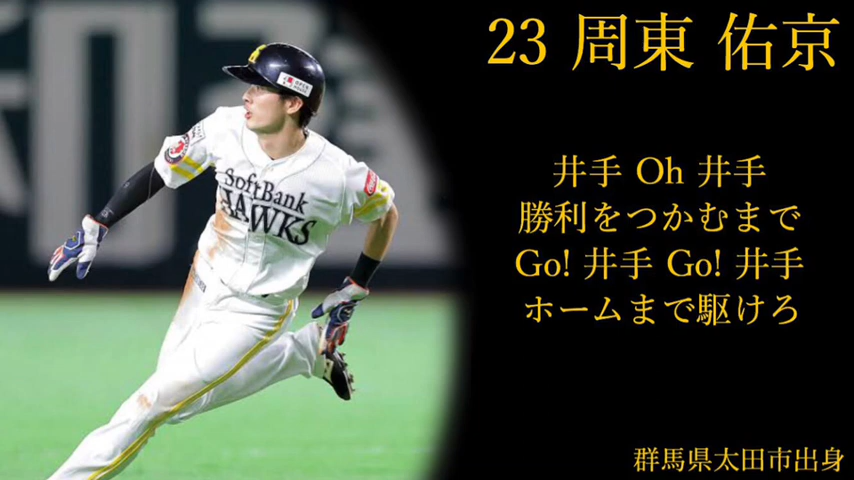 23 周東 佑京
井手 Oh 井手
勝利をつかむまで
Go! 井手 Go! 井手
ホームまで駆けろ
群馬県太田市出身
SoftBank
HAWKS